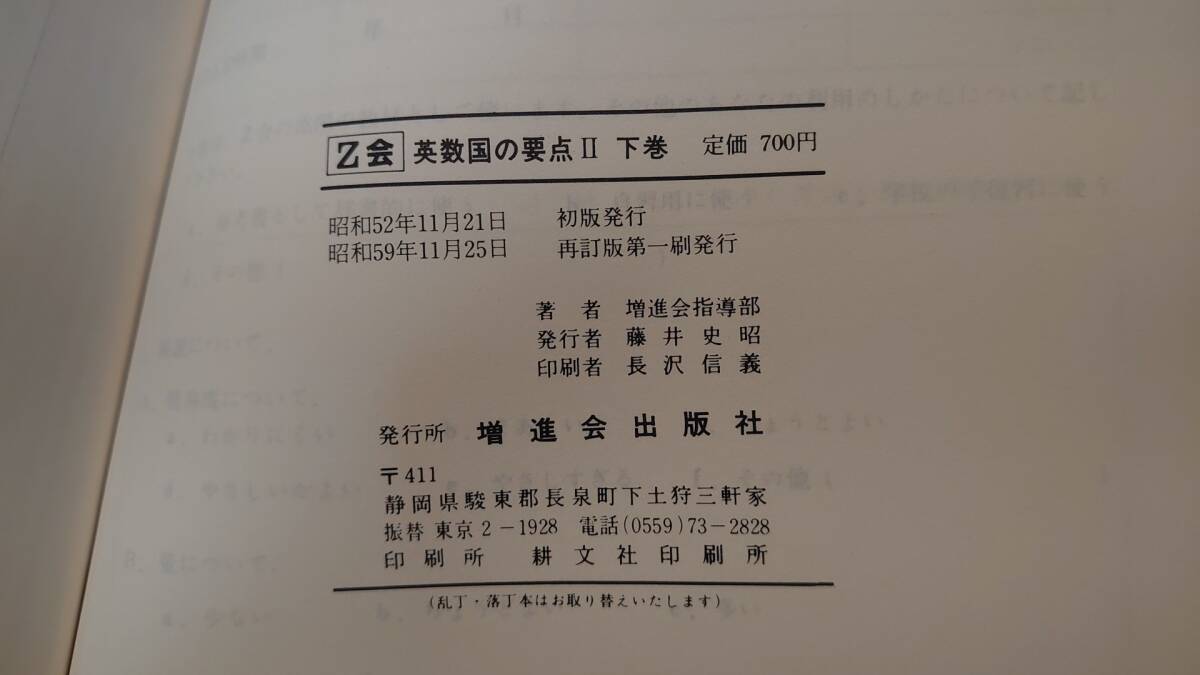 Z会 英数国の要点II 下巻 定価 700円
昭和52年11月21日 初版発行
昭和59年11月25日 再訂版第一刷発行
著者 増進会指導部
発行者 藤井史昭
印刷者 長沢信義
発行所 増進会出版社
〒411
静岡県駿東郡長泉町下土狩三軒家
振替 東京2-1928 電話(0559)73-2828
印刷所 耕文社印刷所
(乱丁・落丁本はお取り替えいたします)